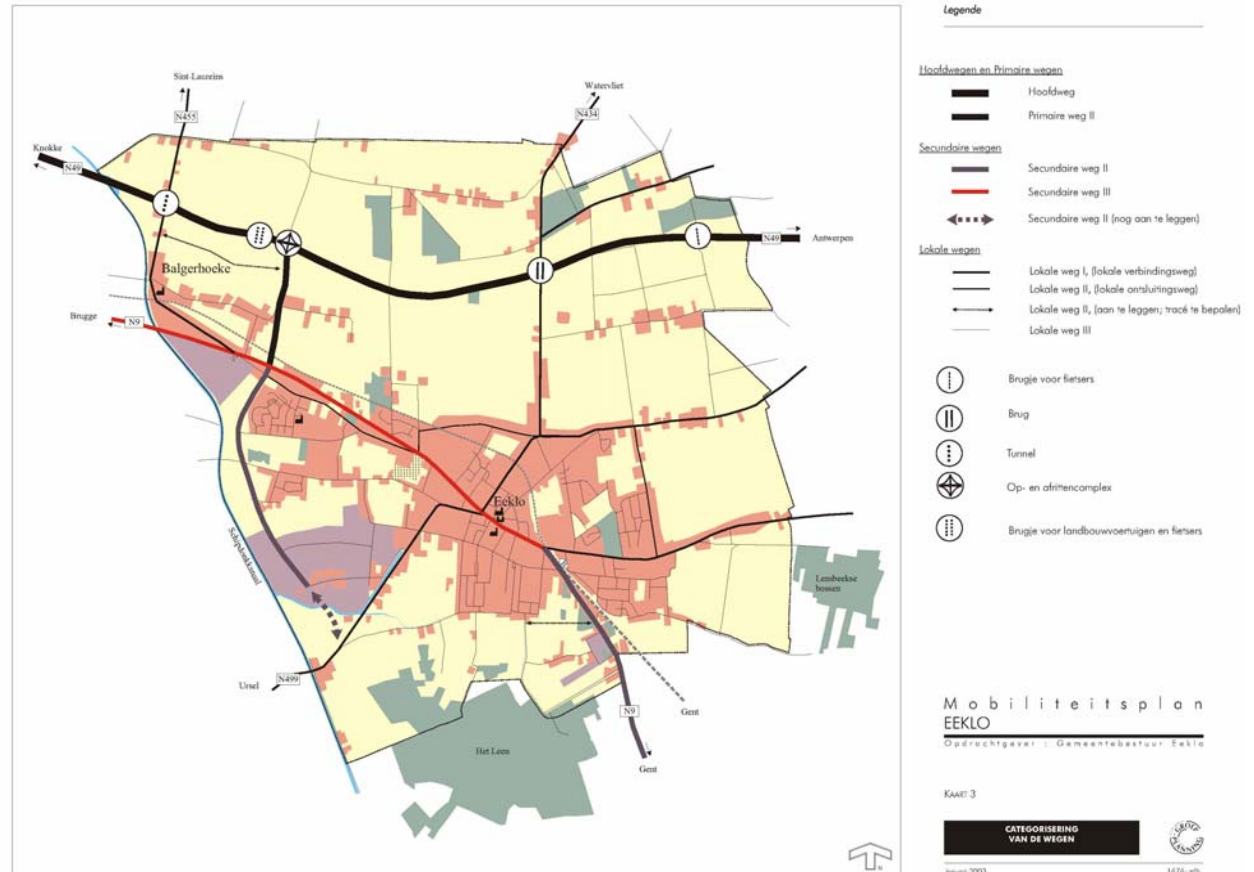 Sint-Laureins
N455
Watervliet
N434
Knokke
N49
N49
Antwerpen
Balgerhoeke
Brugge
N9
Eeklo
Schipdonkkanaal
Lembeekse
bossen
Ursel
N499
Gent
N9
Het Leen
Gent
Legende
Hoofdwegen en Primaire wegen
Hoofdweg
Primaire weg II
Secundaire wegen
Secundaire weg II
Secundaire weg III
Secundaire weg II (nog aan te leggen)
Lokale wegen
Lokale weg I, (lokale verbindingsweg)
Lokale weg II, (lokale ontsluitingsweg)
Lokale weg II, (aan te leggen; tracé te bepalen)
Lokale weg III
Brugje voor fietsers
Brug
Tunnel
Op- en afrittencomplex
Brugje voor landbouwvoertuigen en fietsers
Mobiliteitsplan
EEKLO
Opdrachtgever : Gemeentebestuur Eeklo
KAART 3
CATEGORISERING
VAN DE WEGEN
GROEP
PLANNING